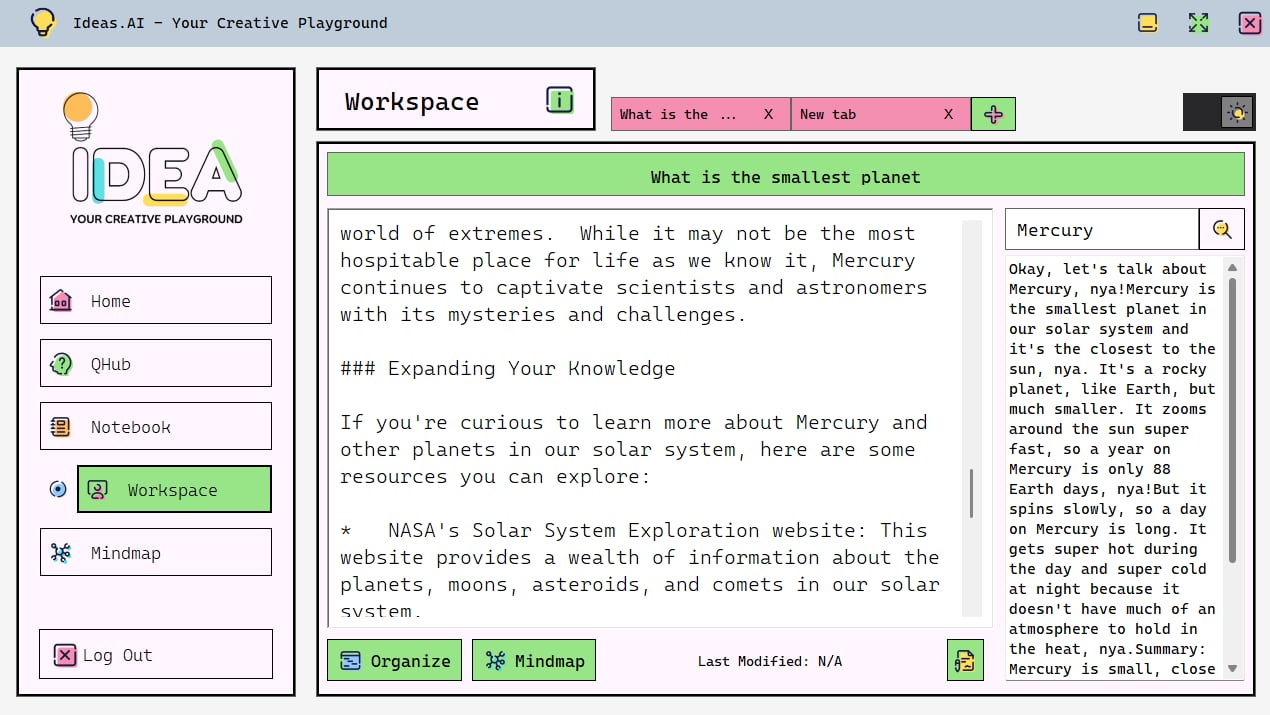 Ideas.AI - Your Creative Playground
IDEA
YOUR CREATIVE PLAYGROUND
Home
QHub
Notebook
Workspace
Mindmap
Log Out
Workspace
i
What is the ... X
New tab X
What is the smallest planet
world of extremes.  While it may not be the most
hospitable place for life as we know it, Mercury
continues to captivate scientists and astronomers
with its mysteries and challenges.
### Expanding Your Knowledge
If you're curious to learn more about Mercury and
other planets in our solar system, here are some
resources you can explore:
*   NASA's Solar System Exploration website: This
website provides a wealth of information about the
planets, moons, asteroids, and comets in our solar
system.
Organize
Mindmap
Last Modified: N/A
Mercury
Okay, let's talk about
Mercury, nya!Mercury is
the smallest planet in
our solar system and
it's the closest to the
sun, nya. It's a rocky
planet, like Earth, but
much smaller. It zooms
around the sun super
fast, so a year on
Mercury is only 88
Earth days, nya!But it
spins slowly, so a day
on Mercury is long. It
gets super hot during
the day and super cold
at night because it
doesn't have much of an
atmosphere to hold in
the heat, nya.Summary:
Mercury is small, close